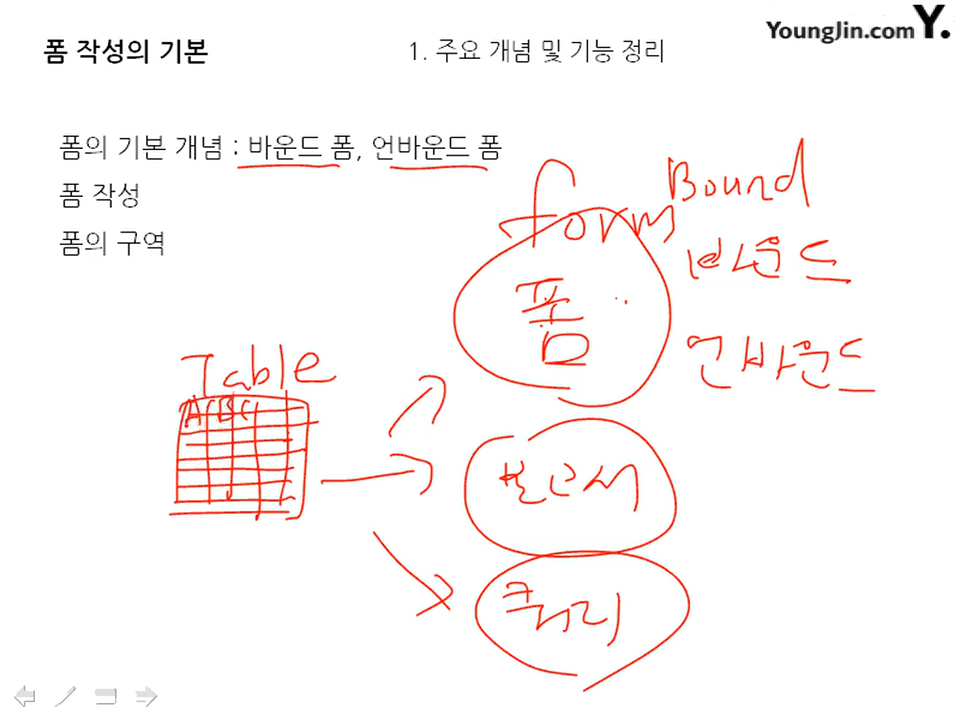 YoungJin.com Y.
폼 작성의 기본
1. 주요 개념 및 기능 정리
폼의 기본 개념 : 바운드 폼, 언바운드 폼
폼 작성
폼의 구역
form
Bound
바운드
폼
언바운드
Table
A B C
보고서
쿼리